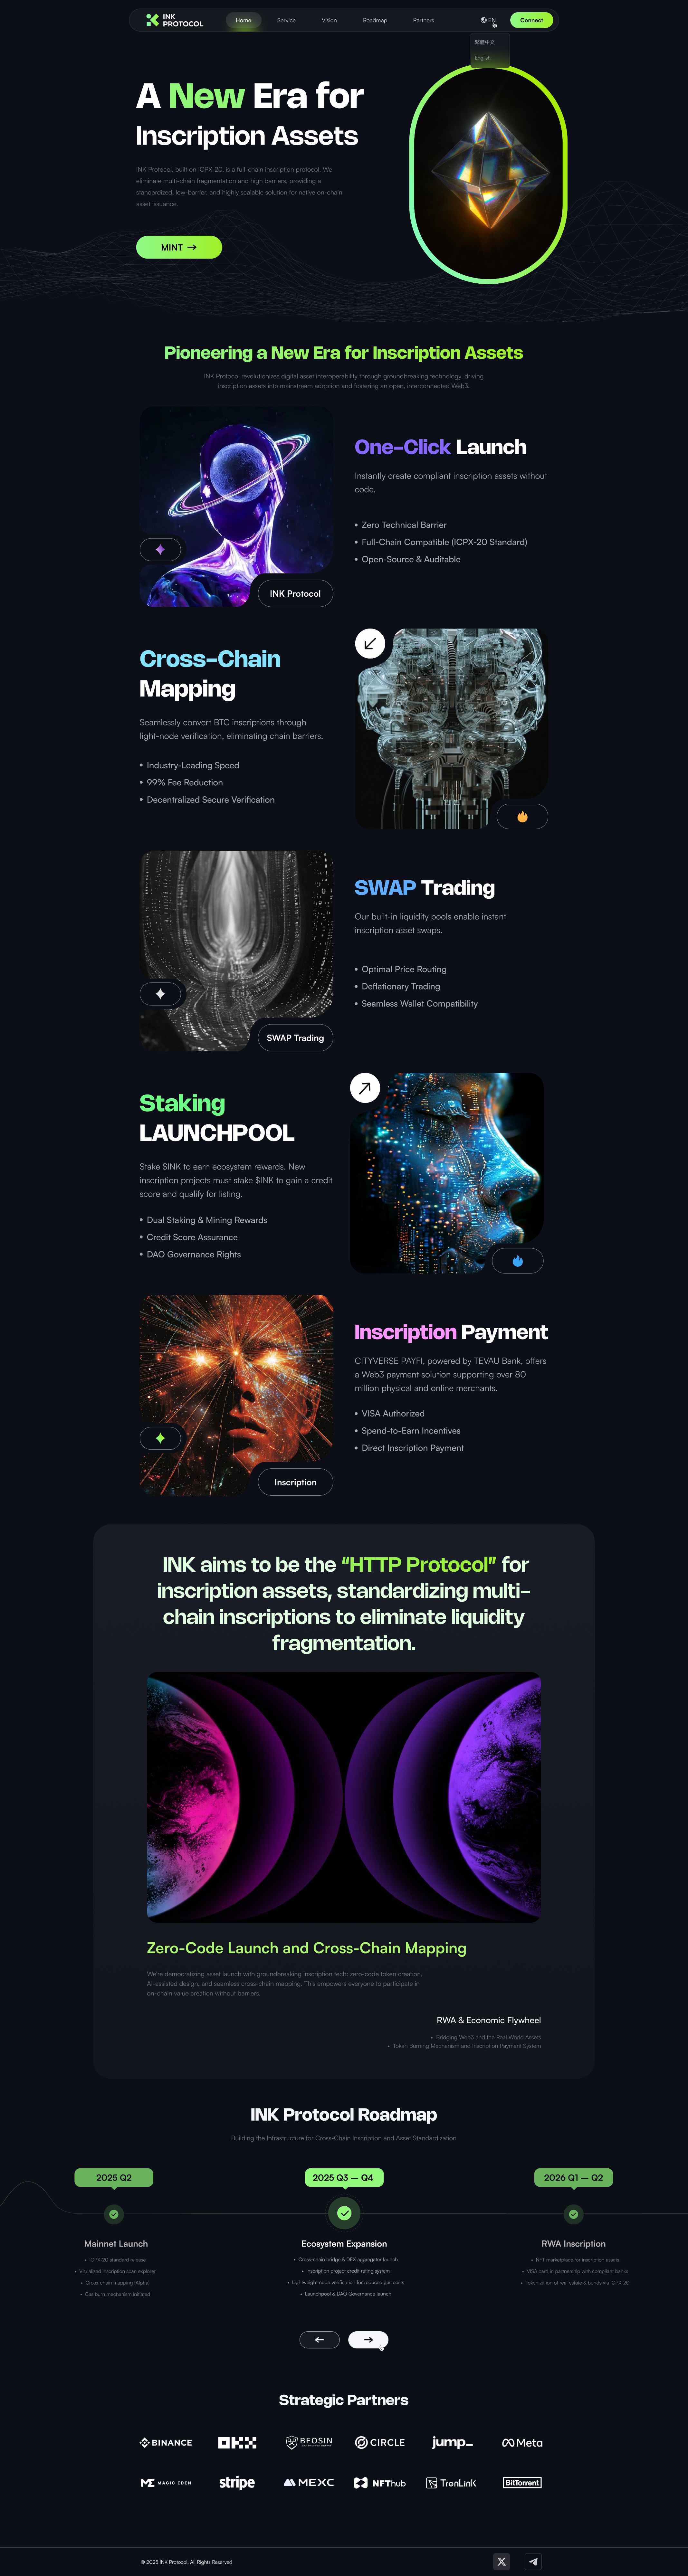 INK
PROTOCOL
Home
Service
Vision
Roadmap
Partners
EN
Connect
繁體中文
English
A New Era for
Inscription Assets
INK Protocol, built on ICPX-20, is a full-chain inscription protocol. We
eliminate multi-chain fragmentation and high barriers, providing a
standardized, low-barrier, and highly scalable solution for native on-chain
asset issuance.
MINT
Pioneering a New Era for Inscription Assets
INK Protocol revolutionizes digital asset interoperability through groundbreaking technology, driving
inscription assets into mainstream adoption and fostering an open, interconnected Web3.
INK Protocol
One-Click Launch
Instantly create compliant inscription assets without
code.
• Zero Technical Barrier
• Full-Chain Compatible (ICPX-20 Standard)
• Open-Source & Auditable
Cross-Chain
Mapping
Seamlessly convert BTC inscriptions through
light-node verification, eliminating chain barriers.
• Industry-Leading Speed
• 99% Fee Reduction
• Decentralized Secure Verification
SWAP Trading
SWAP Trading
Our built-in liquidity pools enable instant
inscription asset swaps.
• Optimal Price Routing
• Deflationary Trading
• Seamless Wallet Compatibility
Staking
LAUNCHPOOL
Stake $INK to earn ecosystem rewards. New
inscription projects must stake $INK to gain a credit
score and qualify for listing.
• Dual Staking & Mining Rewards
• Credit Score Assurance
• DAO Governance Rights
Inscription
Inscription Payment
CITYVERSE PAYFI, powered by TEVAU Bank, offers
a Web3 payment solution supporting over 80
million physical and online merchants.
• VISA Authorized
• Spend-to-Earn Incentives
• Direct Inscription Payment
INK aims to be the “HTTP Protocol” for
inscription assets, standardizing multi-
chain inscriptions to eliminate liquidity
fragmentation.
Zero-Code Launch and Cross-Chain Mapping
We're democratizing asset launch with groundbreaking inscription tech: zero-code token creation,
AI-assisted design, and seamless cross-chain mapping. This empowers everyone to participate in
on-chain value creation without barriers.
RWA & Economic Flywheel
• Bridging Web3 and the Real World Assets
• Token Burning Mechanism and Inscription Payment System
INK Protocol Roadmap
Building the Infrastructure for Cross-Chain Inscription and Asset Standardization
2025 Q2
Mainnet Launch
• ICPX-20 standard release
• Visualized inscription scan explorer
• Cross-chain mapping (Alpha)
• Gas burn mechanism initiated
2025 Q3 — Q4
Ecosystem Expansion
• Cross-chain bridge & DEX aggregator launch
• Inscription project credit rating system
• Lightweight node verification for reduced gas costs
• Launchpool & DAO Governance launch
2026 Q1 — Q2
RWA Inscription
• NFT marketplace for inscription assets
• VISA card in partnership with compliant banks
• Tokenization of real estate & bonds via ICPX-20
Strategic Partners
BINANCE
OKX
BEOSIN
CIRCLE
jump_
Meta
MAGIC EDEN
stripe
MEXC
NFThub
TronLink
BitTorrent
© 2025 INK Protocol. All Rights Reserved